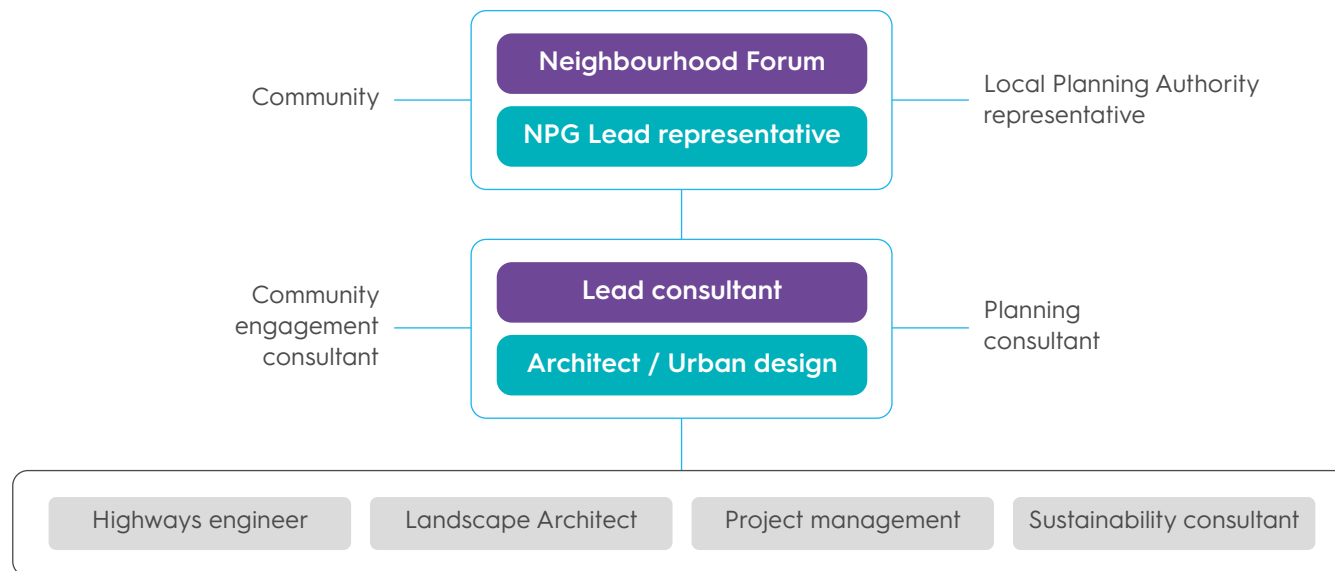 Neighbourhood Forum
Community
Local Planning Authority
representative
NPG Lead representative
Lead consultant
Community
engagement
consultant
Planning
consultant
Architect / Urban design
Highways engineer
Landscape Architect
Project management
Sustainability consultant